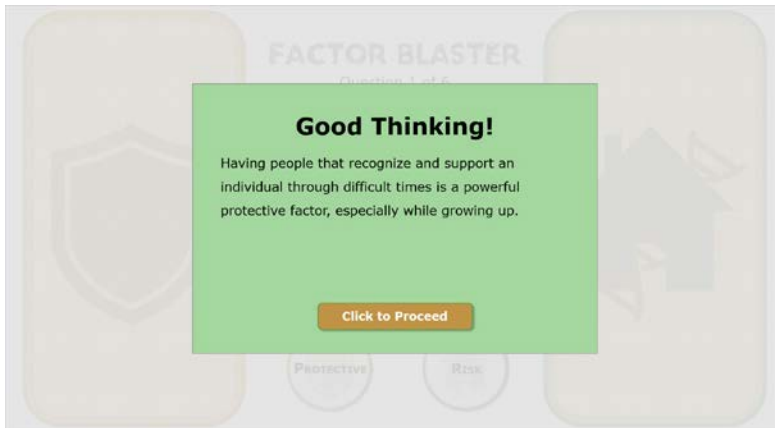 FACTOR BLASTER
Question 1 of 6
Good Thinking!
Having people that recognize and support an
individual through difficult times is a powerful
protective factor, especially while growing up.
Click to Proceed
PROTECTIVE
RISK